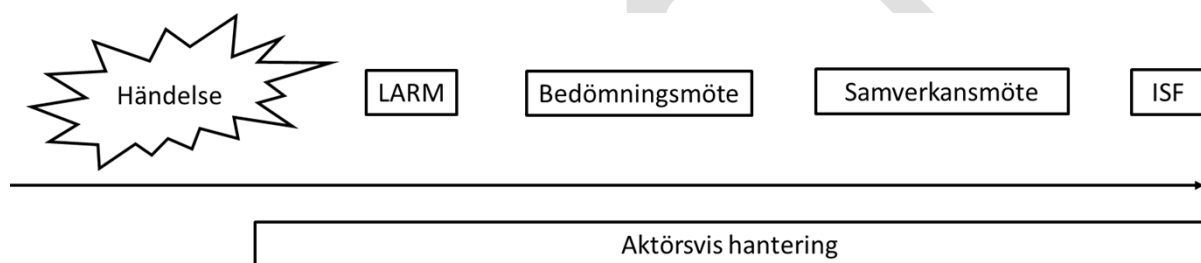 Händelse
LARM
Bedömningsmöte
Samverkansmöte
ISF
Aktörsvis hantering